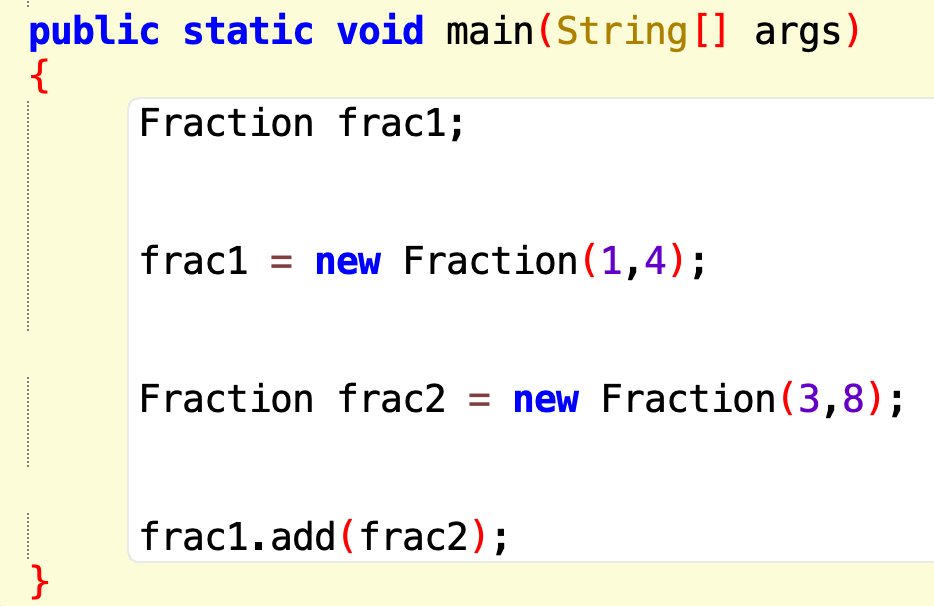 public static void main(String[] args)
{
Fraction frac1;
frac1 = new Fraction(1,4);
Fraction frac2 = new Fraction(3,8);
frac1.add(frac2);
}